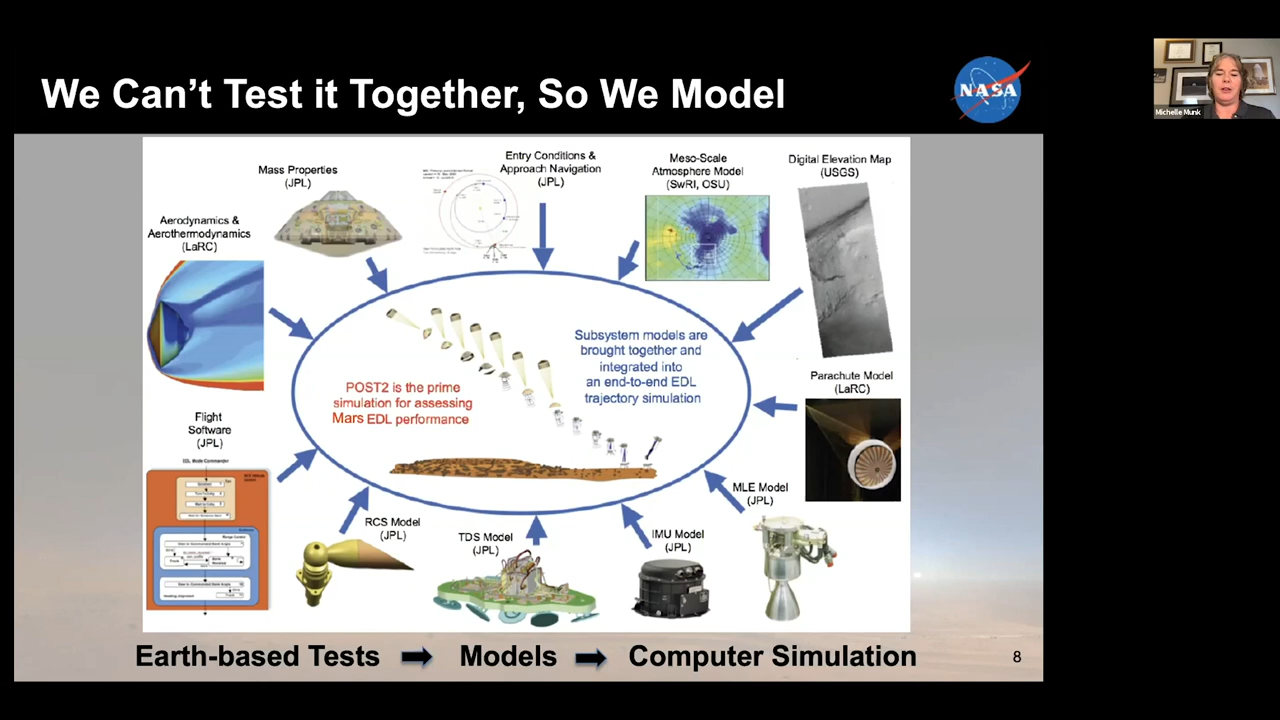 We Can't Test it Together, So We Model
NASA
Michelle Munk
Mass Properties
(JPL)
Entry Conditions &
Approach Navigation
(JPL)
Meso-Scale
Atmosphere Model
(SwRI, OSU)
Digital Elevation Map
(USGS)
Aerodynamics &
Aerothermodynamics
(LaRC)
Subsystem models are
brought together and
integrated into
an end-to-end EDL
trajectory simulation
POST2 is the prime
simulation for assessing
Mars EDL performance
Parachute Model
(LaRC)
Flight
Software
(JPL)
RCS Model
(JPL)
TDS Model
(JPL)
IMU Model
(JPL)
MLE Model
(JPL)
Earth-based Tests
Models
Computer Simulation
8